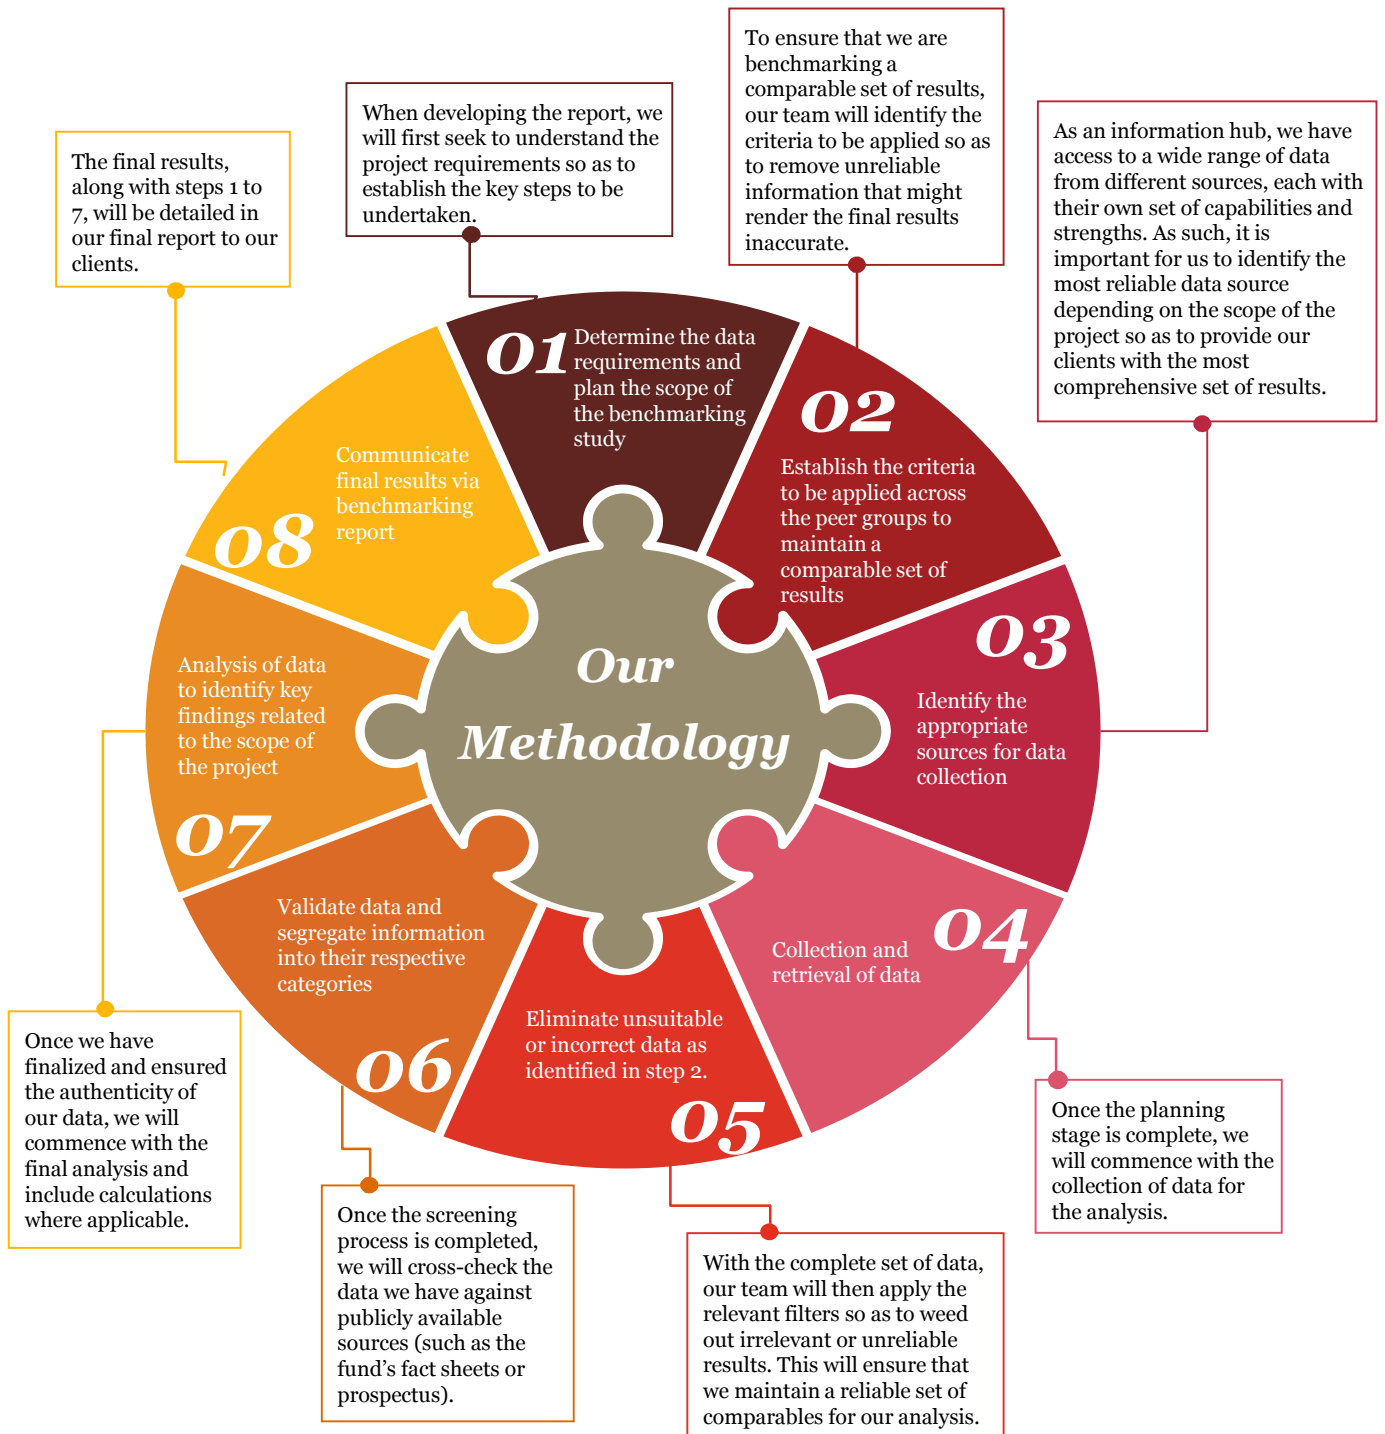 Our
Methodology
01
Determine the data
requirements and
plan the scope of
the benchmarking
study
When developing the report, we
will first seek to understand the
project requirements so as to
establish the key steps to be
undertaken.
02
Establish the criteria
to be applied across
the peer groups to
maintain a
comparable set of
results
To ensure that we are
benchmarking a
comparable set of results,
our team will identify the
criteria to be applied so as
to remove unreliable
information that might
render the final results
inaccurate.
03
Identify the
appropriate
sources for data
collection
As an information hub, we have
access to a wide range of data
from different sources, each with
their own set of capabilities and
strengths. As such, it is
important for us to identify the
most reliable data source
depending on the scope of the
project so as to provide our
clients with the most
comprehensive set of results.
04
Collection and
retrieval of data
Once the planning
stage is complete, we
will commence with the
collection of data for
the analysis.
05
Eliminate unsuitable
or incorrect data as
identified in step 2.
With the complete set of data,
our team will then apply the
relevant filters so as to weed
out irrelevant or unreliable
results. This will ensure that
we maintain a reliable set of
comparables for our analysis.
06
Validate data and
segregate information
into their respective
categories
Once the screening
process is completed,
we will cross-check the
data we have against
publicly available
sources (such as the
fund’s fact sheets or
prospectus).
07
Analysis of data
to identify key
findings related
to the scope of
the project
Once we have
finalized and ensured
the authenticity of
our data, we will
commence with the
final analysis and
include calculations
where applicable.
08
Communicate
final results via
benchmarking
report
The final results,
along with steps 1 to
7, will be detailed in
our final report to our
clients.